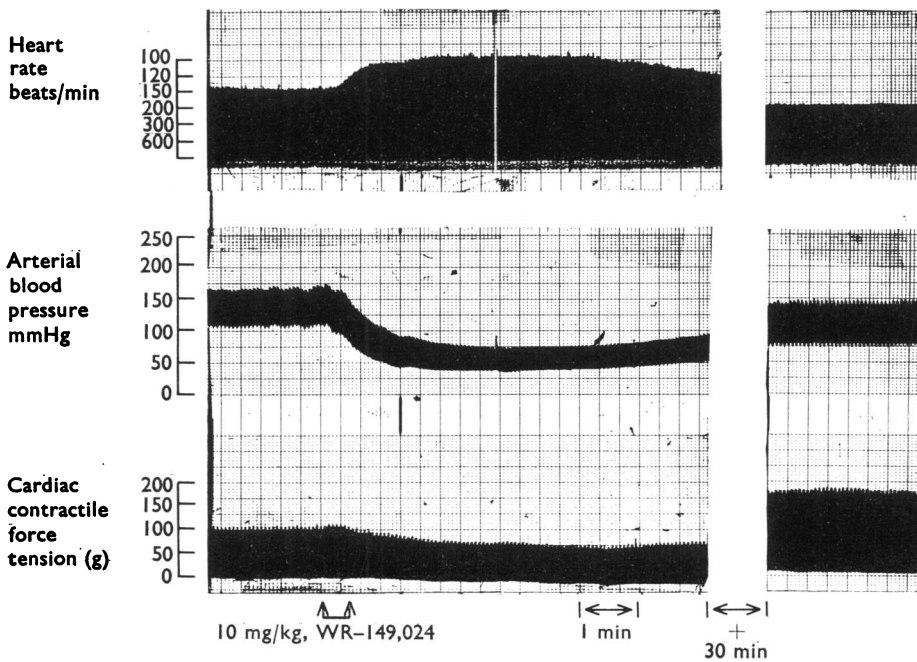 Heart
rate
beats/min
100
120
150
200
300
600
Arterial
blood
pressure
mmHg
250
200
150
100
50
0
Cardiac
contractile
force
tension (g)
200
150
100
50
0
10 mg/kg, WR–149,024
1 min
+
30 min